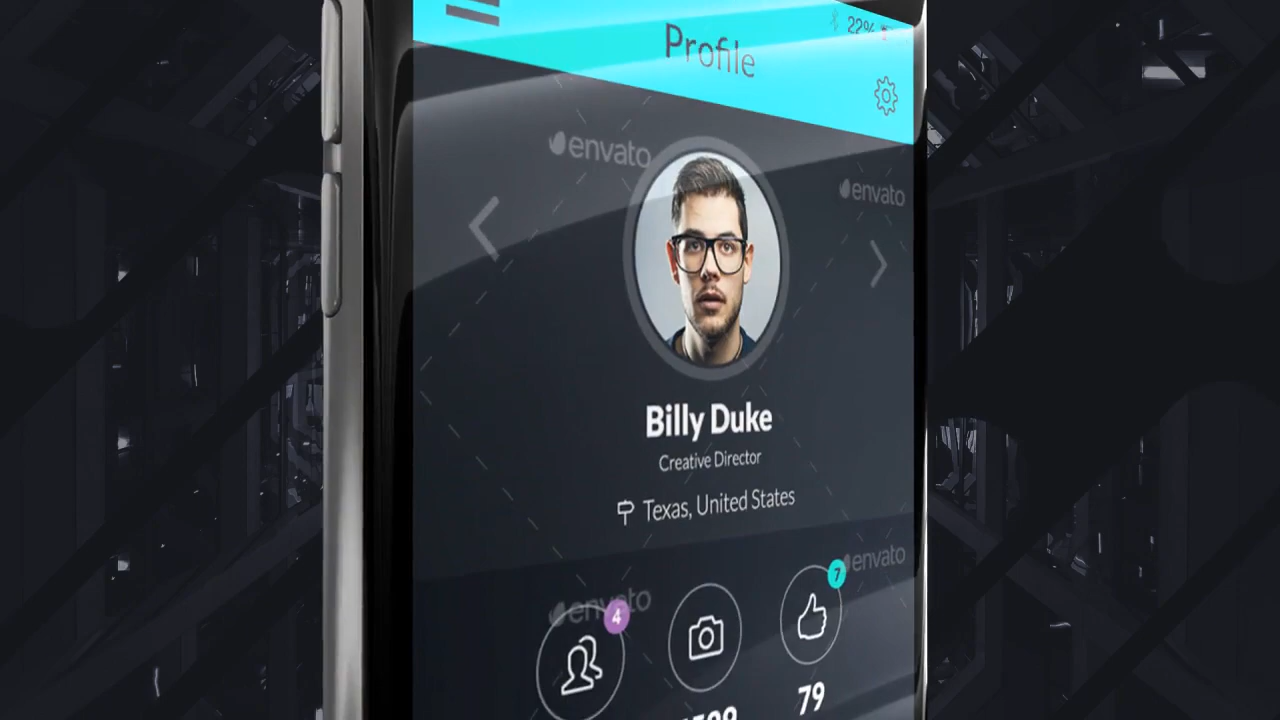 22%
Profile
envato
envato
Billy Duke
Creative Director
Texas, United States
envato
7
envato
4
79